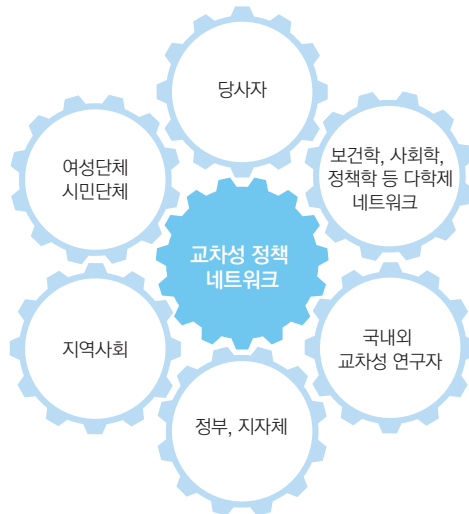 당사자
여성단체
시민단체
보건학, 사회학,
정책학 등 다학제
네트워크
교차성 정책
네트워크
지역사회
국내외
교차성 연구자
정부, 지자체